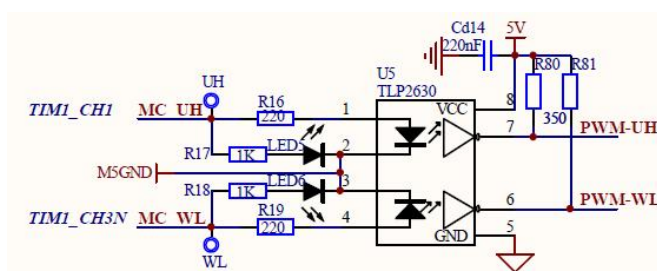 Cd14
5V
220nF
R80
R81
U5
TLP2630
UH
VCC
TIM1_CH1
MC_UH
R16
220
1
8
350
7
PWM-UH
R17
1K
LED5
2
M5GND
R18
1K
LED6
3
6
PWM-WL
TIM1_CH3N
MC_WL
R19
220
4
GND
5
WL